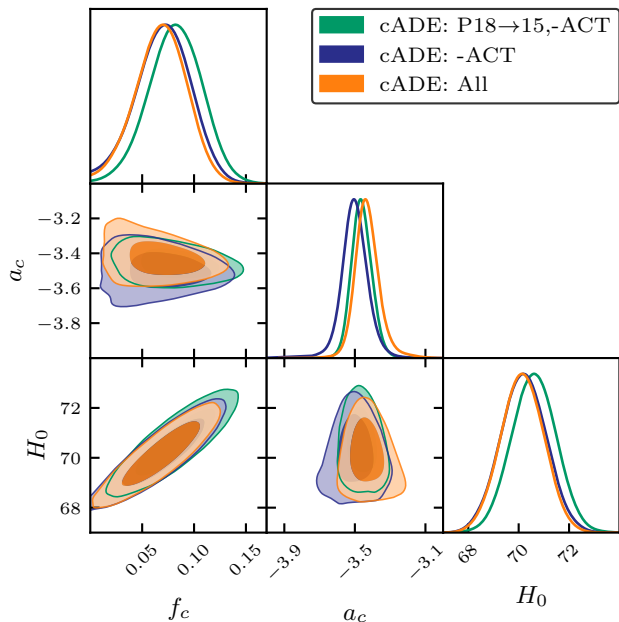 cADE: P18→15,-ACT
cADE: -ACT
cADE: All
−3.2
−3.4
−3.6
−3.8
a_c
72
70
68
H_0
0.05
0.10
0.15
f_c
−3.9
−3.5
−3.1
a_c
68
70
72
H_0